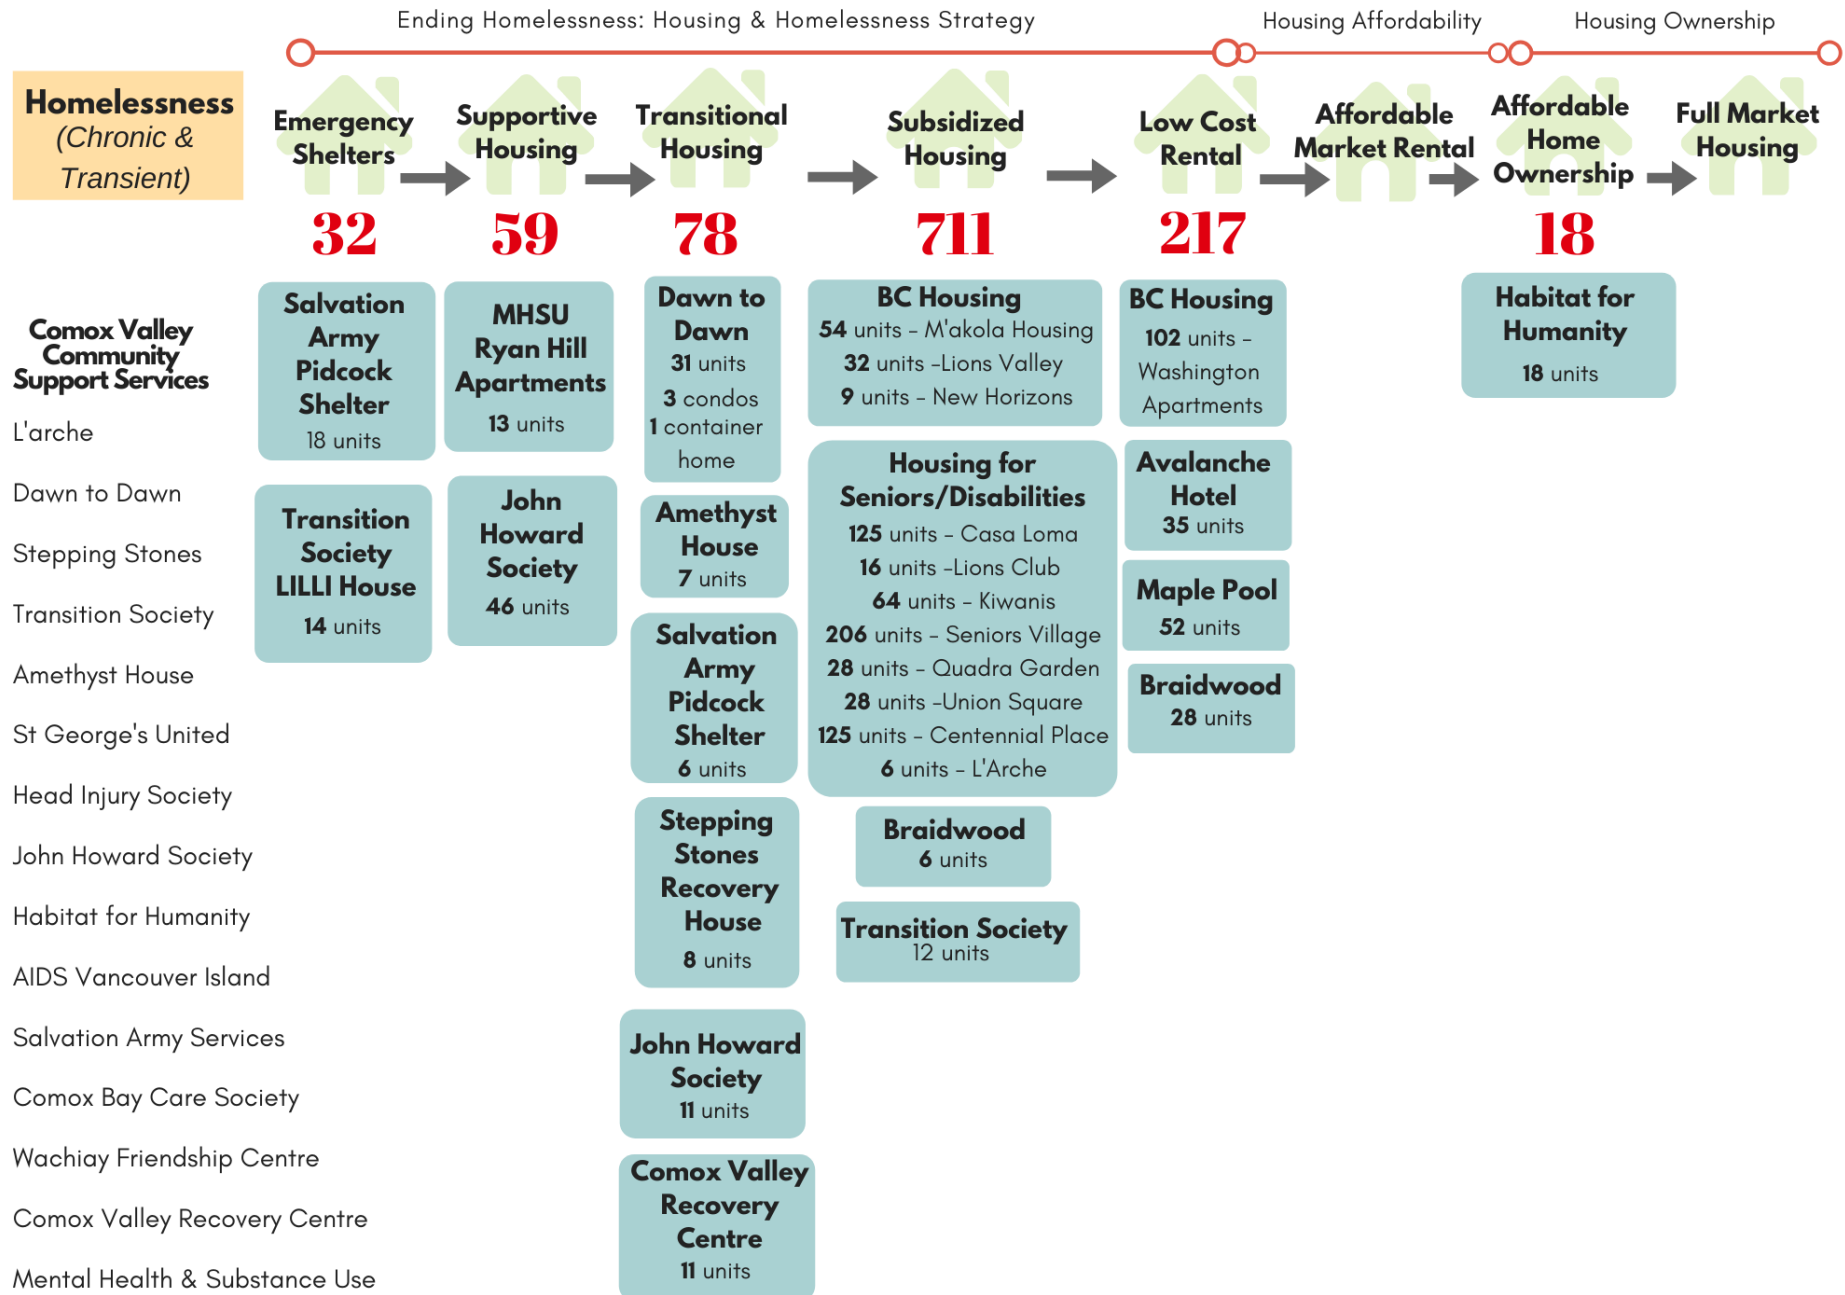 Ending Homelessness: Housing & Homelessness Strategy
Housing Affordability
Housing Ownership
Homelessness
(Chronic &
Transient)
Emergency
Shelters
Supportive
Housing
Transitional
Housing
Subsidized
Housing
Low Cost
Rental
Affordable
Market Rental
Affordable
Home
Ownership
Full Market
Housing
32
59
78
711
217
18
Comox Valley
Community
Support Services
L'arche
Dawn to Dawn
Stepping Stones
Transition Society
Amethyst House
St George's United
Head Injury Society
John Howard Society
Habitat for Humanity
AIDS Vancouver Island
Salvation Army Services
Comox Bay Care Society
Wachiay Friendship Centre
Comox Valley Recovery Centre
Mental Health & Substance Use
Salvation
Army
Pidcock
Shelter
18 units
Transition
Society
LILLI House
14 units
MHSU
Ryan Hill
Apartments
13 units
John
Howard
Society
46 units
Dawn to
Dawn
31 units
3 condos
1 container
home
Amethyst
House
7 units
Salvation
Army
Pidcock
Shelter
6 units
Stepping
Stones
Recovery
House
8 units
John Howard
Society
11 units
Comox Valley
Recovery
Centre
11 units
BC Housing
54 units - M'akola Housing
32 units -Lions Valley
9 units - New Horizons
Housing for
Seniors/Disabilities
125 units - Casa Loma
16 units -Lions Club
64 units - Kiwanis
206 units - Seniors Village
28 units - Quadra Garden
28 units -Union Square
125 units - Centennial Place
6 units - L'Arche
Braidwood
6 units
Transition Society
12 units
BC Housing
102 units -
Washington
Apartments
Avalanche
Hotel
35 units
Maple Pool
52 units
Braidwood
28 units
Habitat for
Humanity
18 units